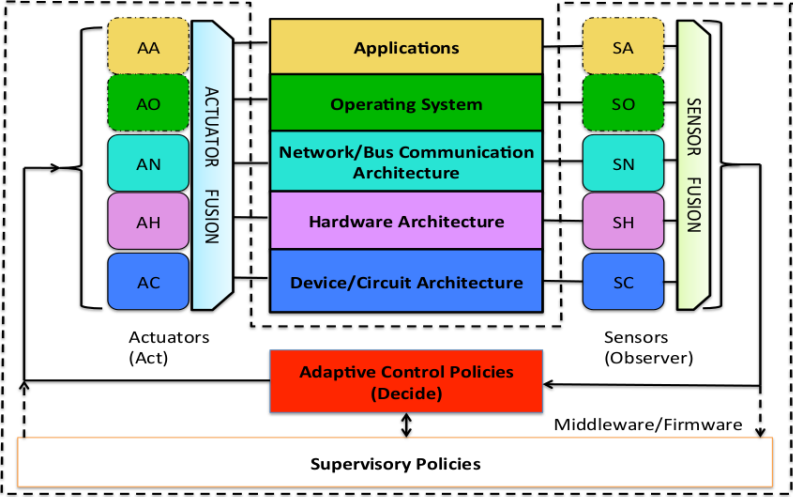 AA
Applications
SA
AO
Operating System
SO
AN
Network/Bus Communication
Architecture
SN
AH
Hardware Architecture
SH
AC
Device/Circuit Architecture
SC
ACTUATOR FUSION
SENSOR FUSION
Actuators
(Act)
Sensors
(Observer)
Adaptive Control Policies
(Decide)
Middleware/Firmware
Supervisory Policies